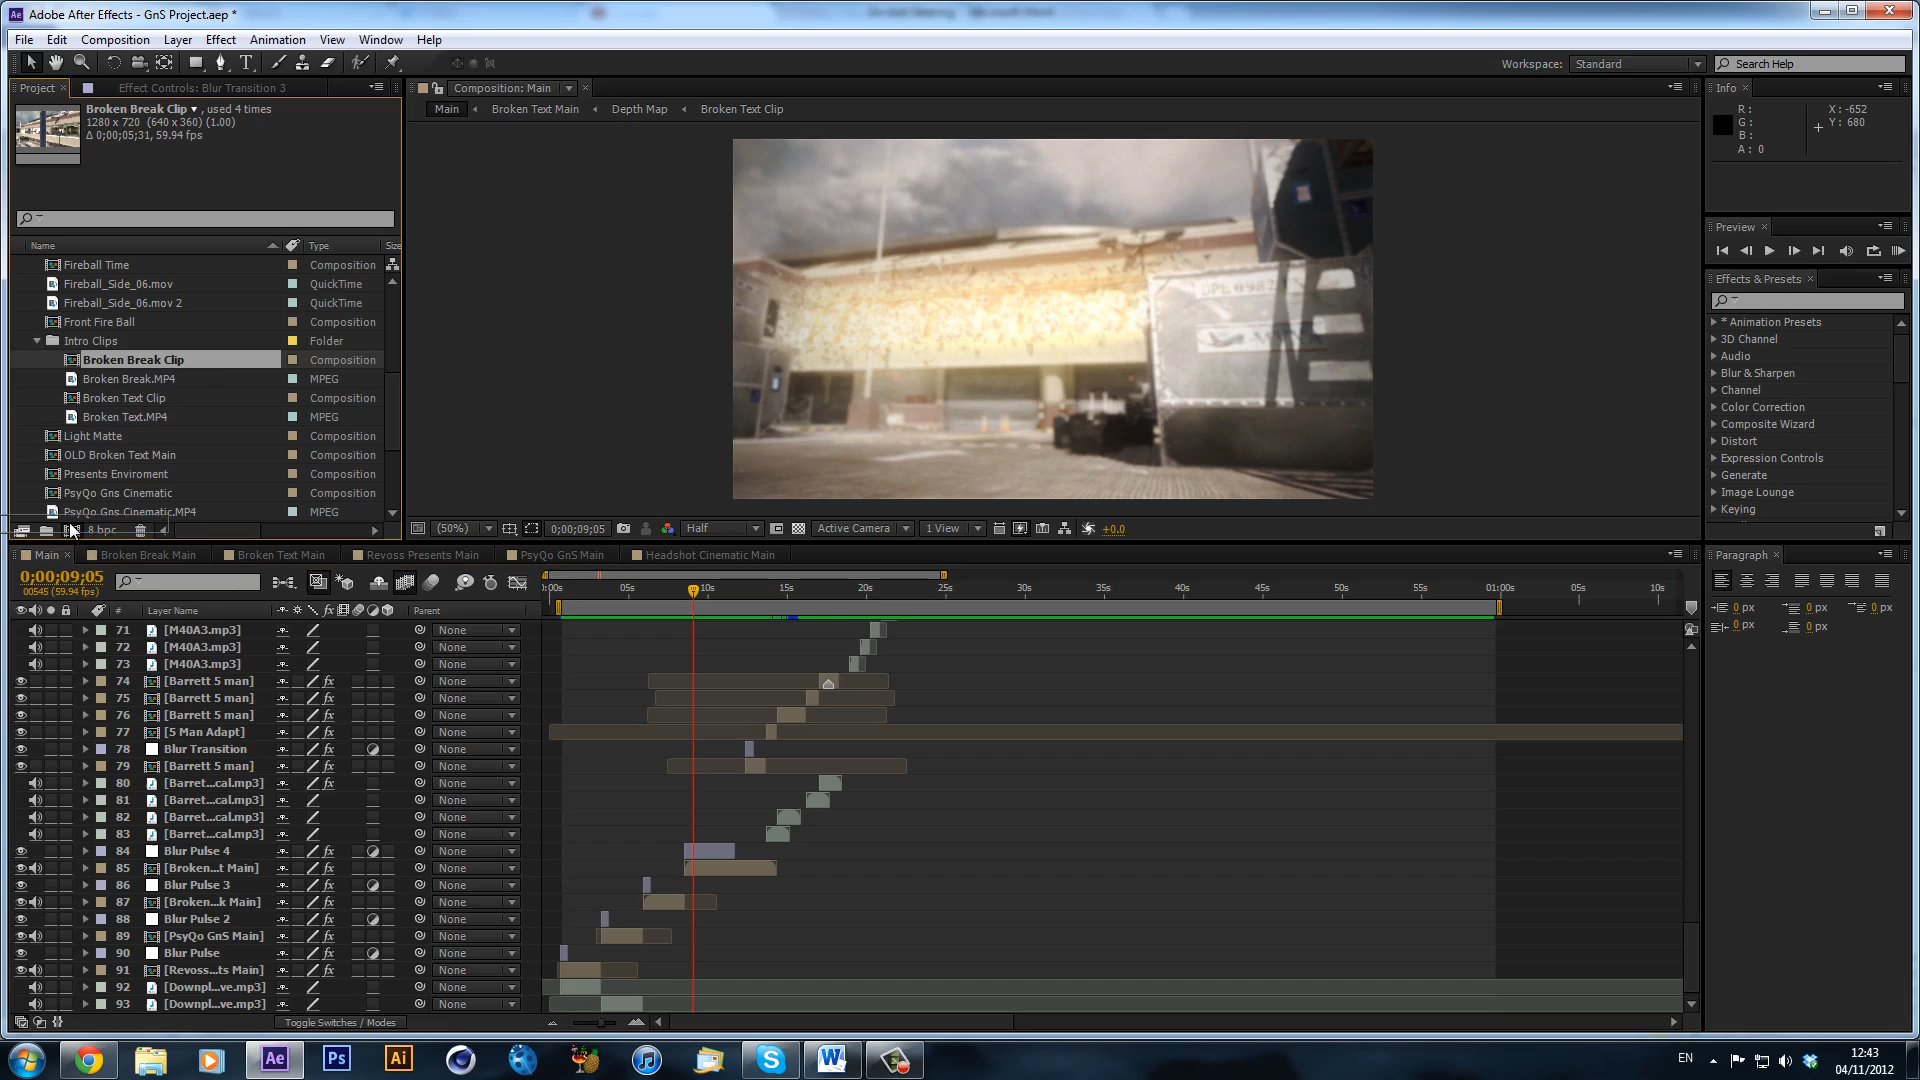 Adobe After Effects - GnS Project.aep *
File Edit Composition Layer Effect Animation View Window Help
Workspace: Standard Search Help
Project Effect Controls: Blur Transition 3
Composition: Main
Info
Broken Break Clip , used 4 times
1280 x 720 (640 x 360) (1.00)
Δ 0;00;05;31, 59.94 fps
Main Broken Text Main Depth Map Broken Text Clip
R: X: -652
G: Y: 680
B:
A: 0
Preview
Effects & Presets
* Animation Presets
3D Channel
Audio
Blur & Sharpen
Channel
Color Correction
Composite Wizard
Distort
Expression Controls
Generate
Image Lounge
Keying
Name Type Size
Fireball Time Composition
Fireball_Side_06.mov QuickTime
Fireball_Side_06.mov 2 QuickTime
Front Fire Ball Composition
Intro Clips Folder
Broken Break Clip Composition
Broken Break.MP4 MPEG
Broken Text Clip Composition
Broken Text.MP4 MPEG
Light Matte Composition
OLD Broken Text Main Composition
Presents Enviroment Composition
PsyQo Gns Cinematic Composition
PsyQo Gns Cinematic.MP4 MPEG
8 bpc
(50%) 0;00;09;05 Half Active Camera 1 View +0.0
Main Broken Break Main Broken Text Main Revoss Presents Main PsyQo GnS Main Headshot Cinematic Main
Paragraph
0 px 0 px 0 px
0 px 0 px
0;00;09;05
00545 (59.94 fps)
0:00s 05s 10s 15s 20s 25s 30s 35s 40s 45s 50s 55s 01:00s 05s 10s
# Layer Name Parent
71 [M40A3.mp3] None
72 [M40A3.mp3] None
73 [M40A3.mp3] None
74 [Barrett 5 man] None
75 [Barrett 5 man] None
76 [Barrett 5 man] None
77 [5 Man Adapt] None
78 Blur Transition None
79 [Barrett 5 man] None
80 [Barret...cal.mp3] None
81 [Barret...cal.mp3] None
82 [Barret...cal.mp3] None
83 [Barret...cal.mp3] None
84 Blur Pulse 4 None
85 [Broken...t Main] None
86 Blur Pulse 3 None
87 [Broken...k Main] None
88 Blur Pulse 2 None
89 [PsyQo GnS Main] None
90 Blur Pulse None
91 [Revoss...ts Main] None
92 [Downpl...ve.mp3] None
93 [Downpl...ve.mp3] None
Toggle Switches / Modes
Ae Ps Ai
EN
12:43
04/11/2012